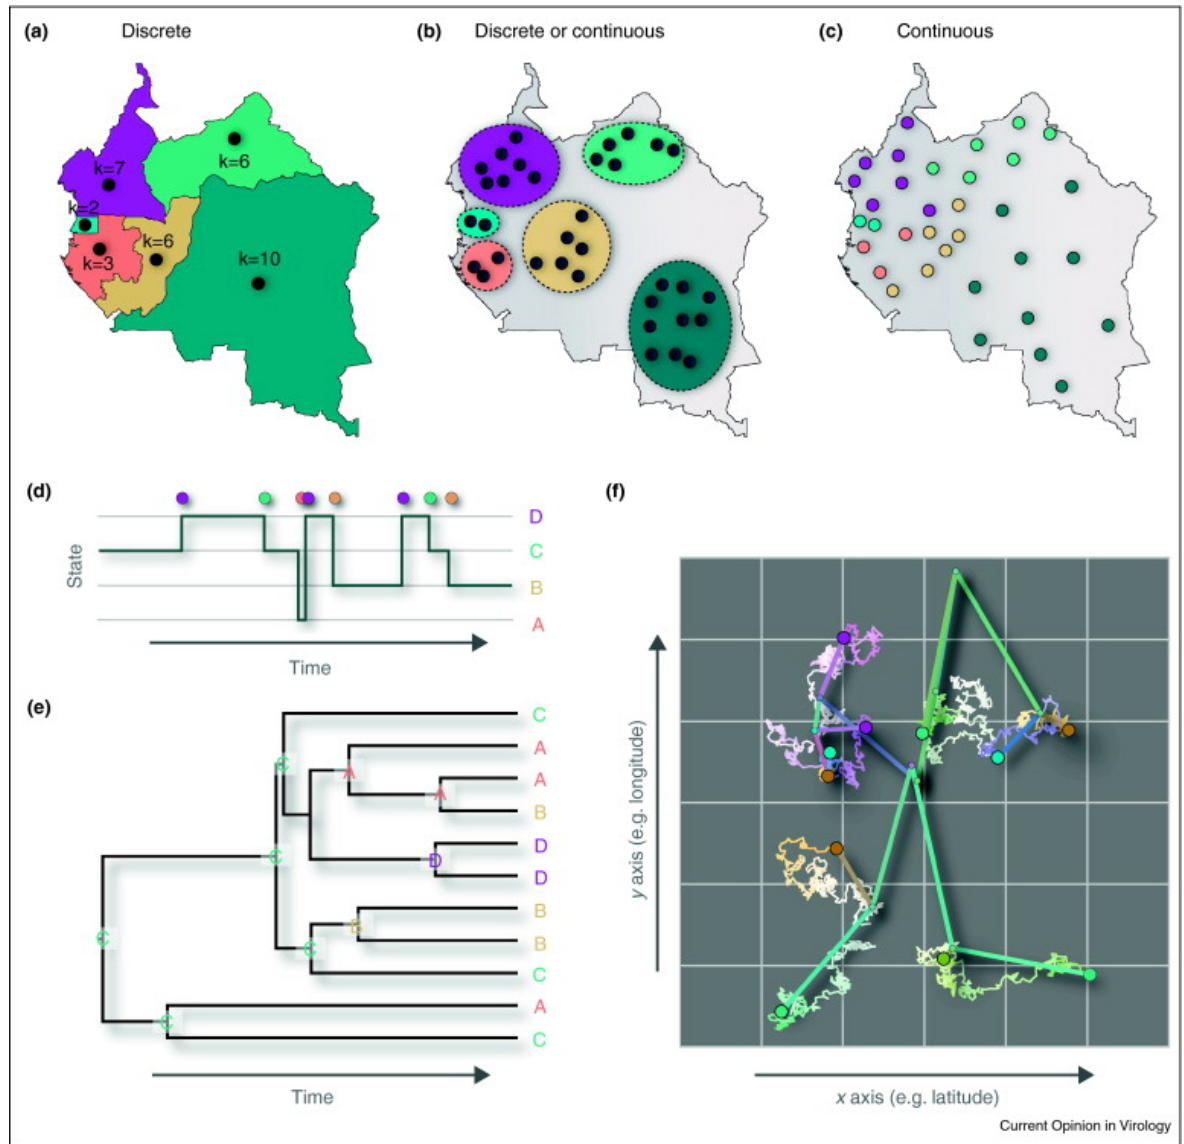 (a) Discrete
(b) Discrete or continuous
(c) Continuous
k=7
k=6
k=2
k=6
k=3
k=10
(d)
State
D
C
B
A
Time
(e)
C
A
A
B
D
D
B
B
C
A
C
C
C
A
A
D
B
C
C
C
Time
(f)
y axis (e.g. longitude)
x axis (e.g. latitude)
Current Opinion in Virology